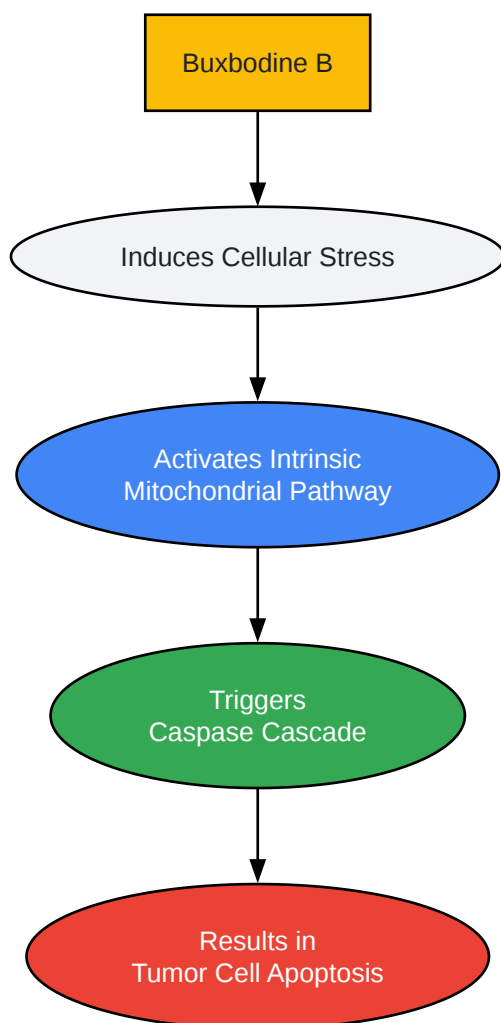 Buxbodine B
Induces Cellular Stress
Activates Intrinsic
Mitochondrial Pathway
Triggers
Caspase Cascade
Results in
Tumor Cell Apoptosis